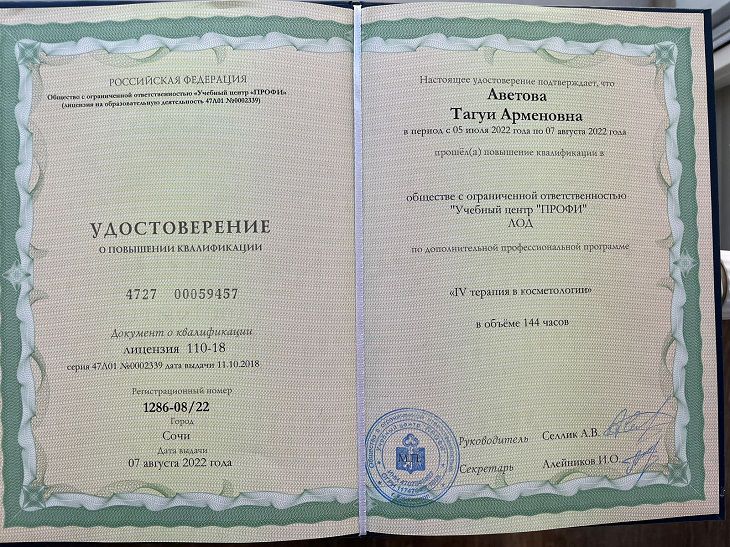 РОССИЙСКАЯ ФЕДЕРАЦИЯ
Общество с ограниченной ответственностью «Учебный центр «ПРОФИ»
(лицензия на образовательную деятельность 47Л01 №0002339)
УДОСТОВЕРЕНИЕ
О ПОВЫШЕНИИ КВАЛИФИКАЦИИ
4727 00059457
Документ о квалификации
лицензия 110-18
серия 47Л01 №0002339 дата выдачи 11.10.2018
Регистрационный номер
1286-08/22
Город
Сочи
Дата выдачи
07 августа 2022 года
Настоящее удостоверение подтверждает, что
Аветова
Тагуи Арменовна
в период с 05 июля 2022 года по 07 августа 2022 года
прошёл(а) повышение квалификации в
обществе с ограниченной ответственностью
"Учебный центр "ПРОФИ"
ЛОД
по дополнительной профессиональной программе
«IV терапия в косметологии»
в объёме 144 часов
М.П.
Руководитель Селлик А.В.
Секретарь Алейников И.О.